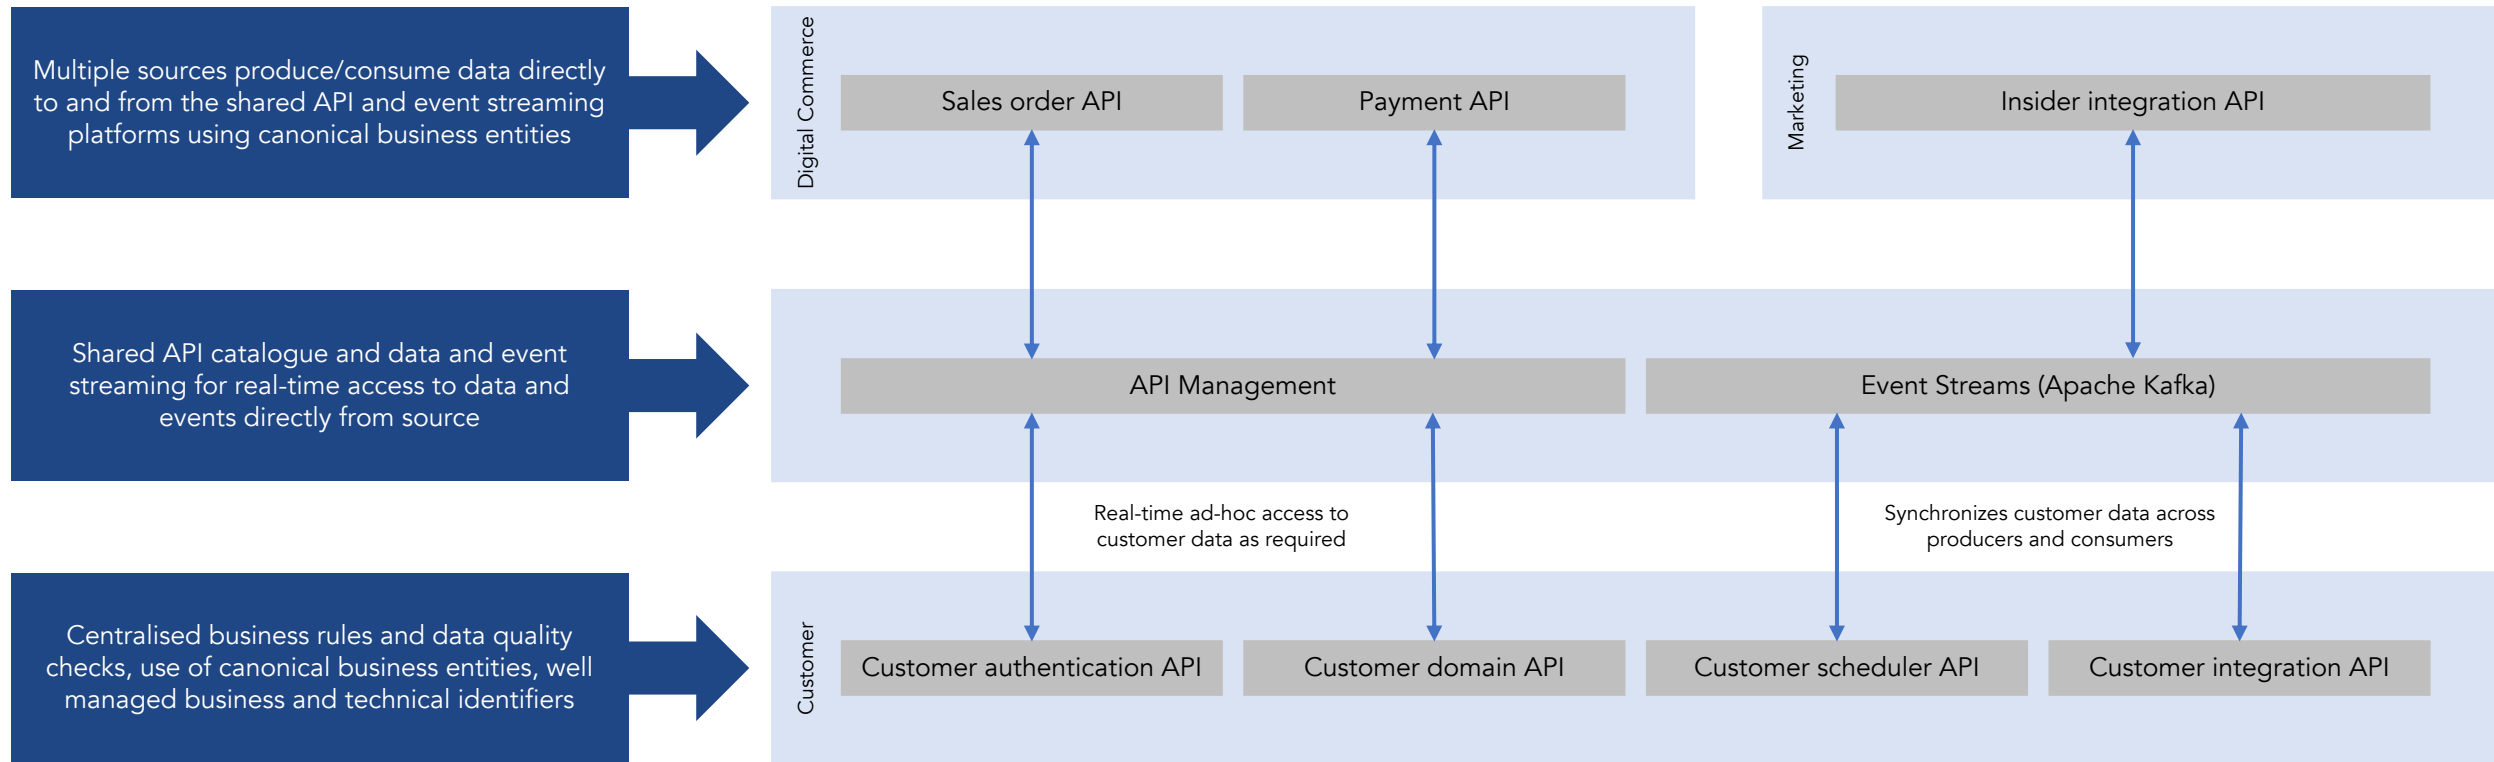 Multiple sources produce/consume data directly
to and from the shared API and event streaming
platforms using canonical business entities
Digital Commerce
Sales order API
Payment API
Marketing
Insider integration API
Shared API catalogue and data and event
streaming for real-time access to data and
events directly from source
API Management
Event Streams (Apache Kafka)
Real-time ad-hoc access to
customer data as required
Synchronizes customer data across
producers and consumers
Centralised business rules and data quality
checks, use of canonical business entities, well
managed business and technical identifiers
Customer
Customer authentication API
Customer domain API
Customer scheduler API
Customer integration API